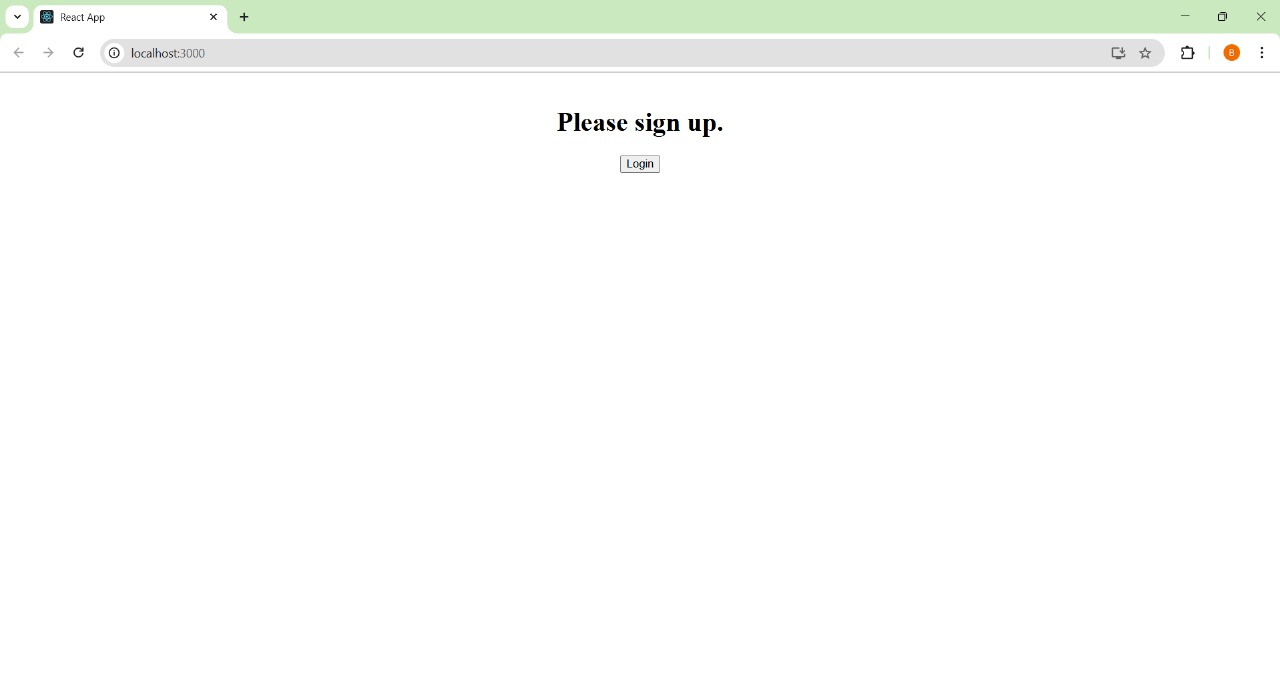 React App
localhost:3000
B
Please sign up.
Login